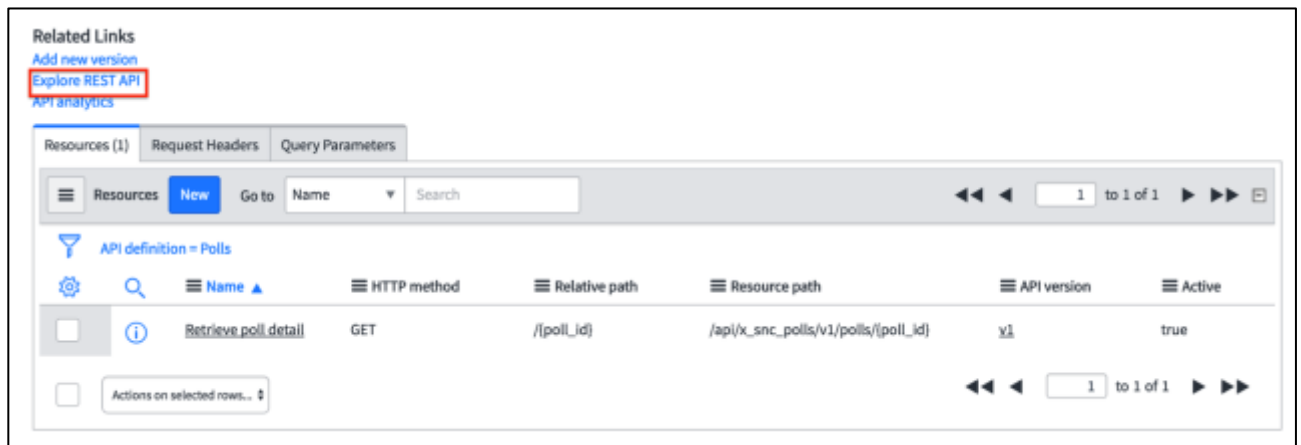 Related Links
Add new version
Explore REST API
API analytics
Resources (1) Request Headers Query Parameters
Resources New Go to Name Search 1 to 1 of 1
API definition = Polls
Name HTTP method Relative path Resource path API version Active
Retrieve poll detail GET /{poll_id} /api/x_snc_polls/v1/polls/{poll_id} v1 true
Actions on selected rows... 1 to 1 of 1